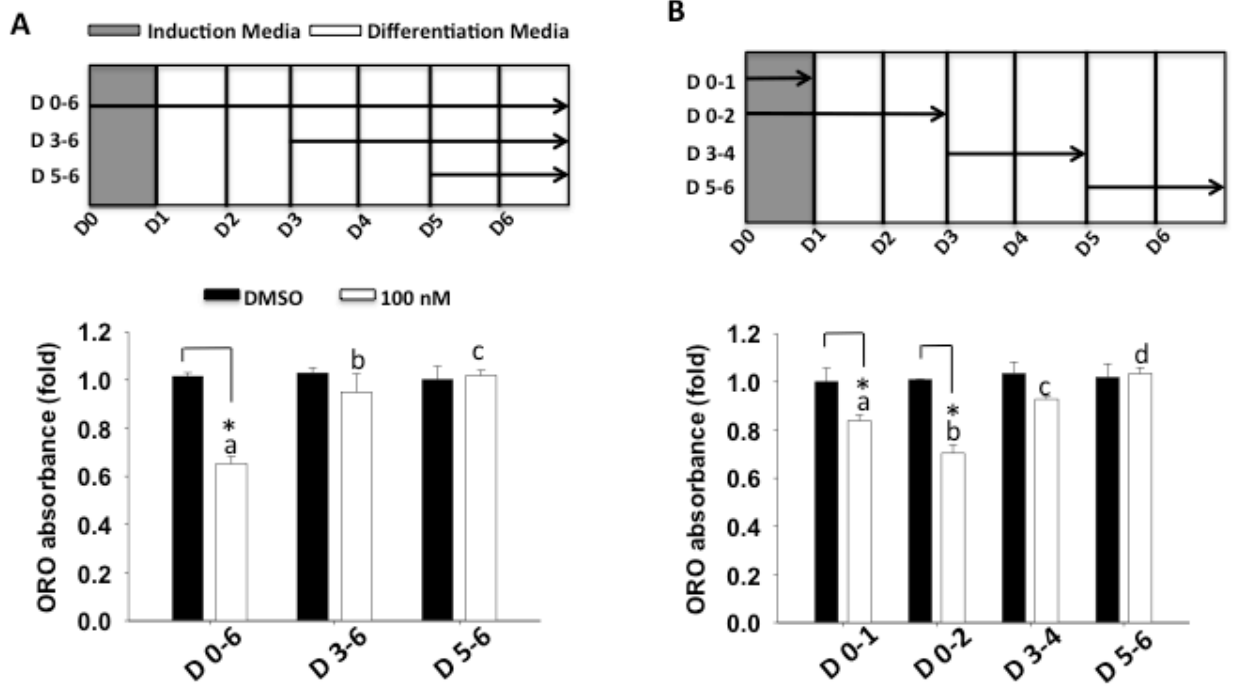 A
Induction Media
Differentiation Media
D 0-6
D 3-6
D 5-6
D0 D1 D2 D3 D4 D5 D6
DMSO
100 nM
ORO absorbance (fold)
1.2
1.0
0.8
0.6
0.4
0.2
0.0
*
a
b
c
D 0-6 D 3-6 D 5-6
B
D 0-1
D 0-2
D 3-4
D 5-6
D0 D1 D2 D3 D4 D5 D6
ORO absorbance (fold)
1.2
1.0
0.8
0.6
0.4
0.2
0.0
*
a
*
b
c
d
D 0-1 D 0-2 D 3-4 D 5-6